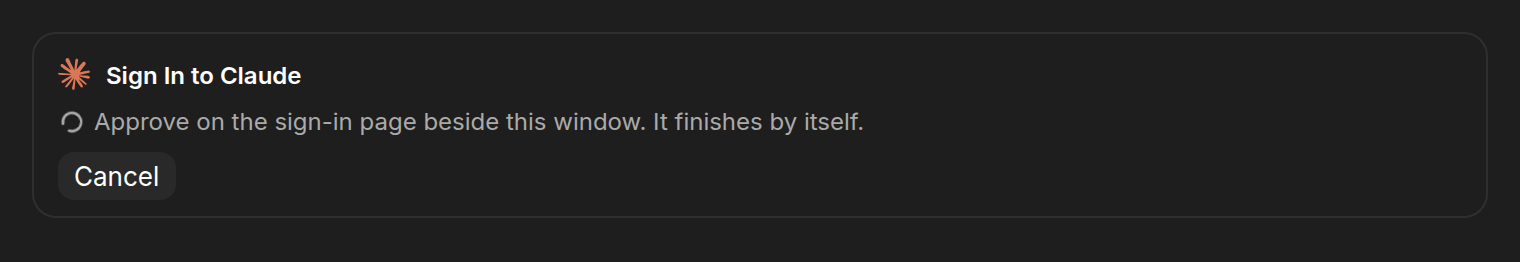 Sign In to Claude
Approve on the sign-in page beside this window. It finishes by itself.
Cancel